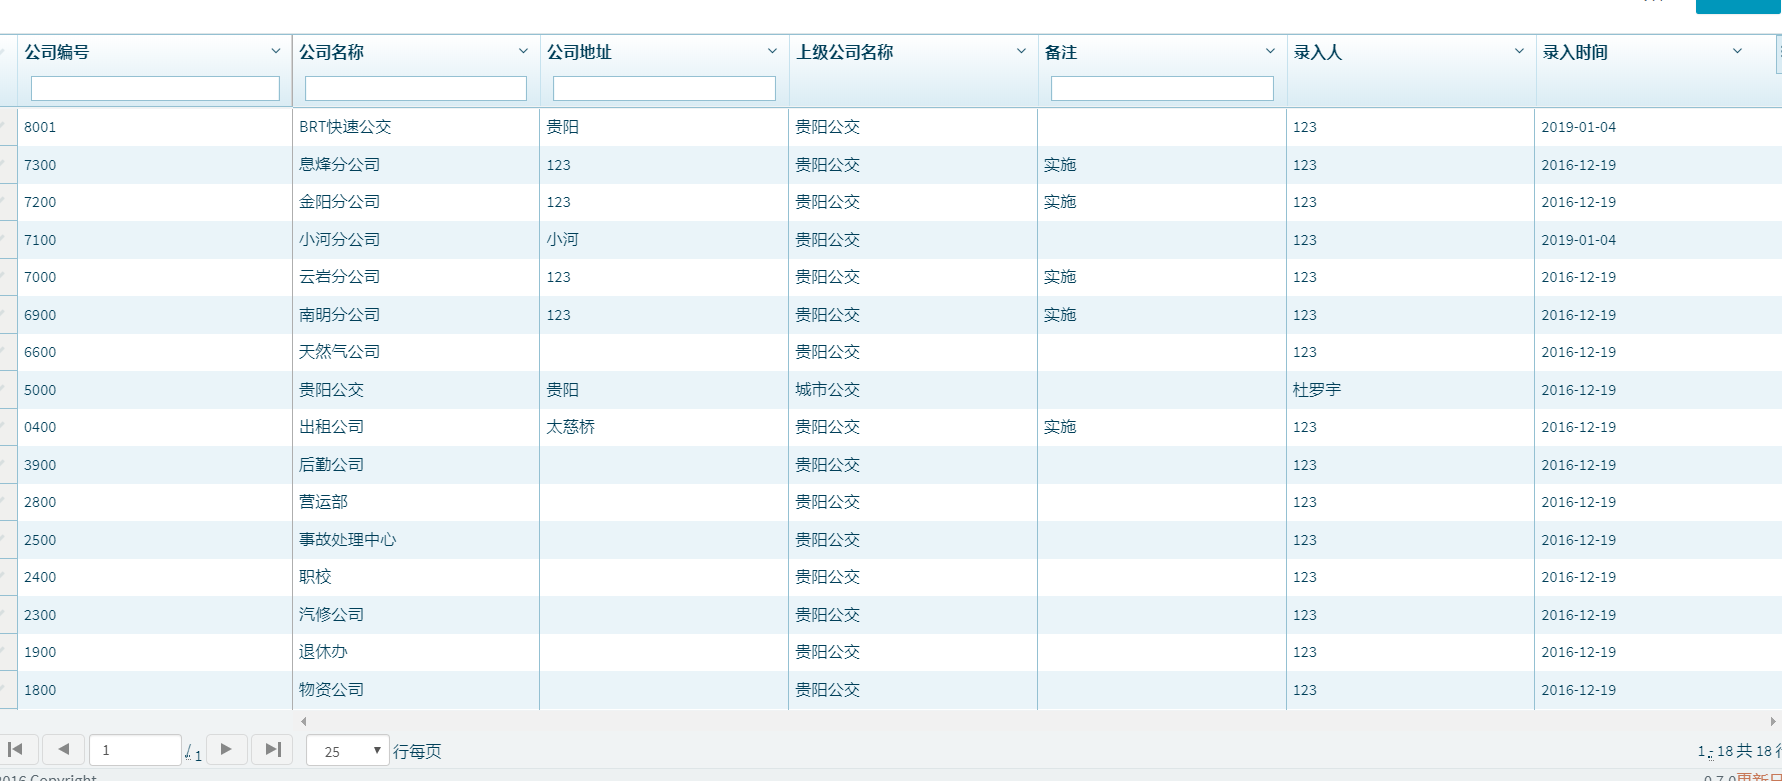 公司编号 公司名称 公司地址 上级公司名称 备注 录入人 录入时间
8001 BRT快速公交 贵阳 贵阳公交 123 2019-01-04
7300 息烽分公司 123 贵阳公交 实施 123 2016-12-19
7200 金阳分公司 123 贵阳公交 实施 123 2016-12-19
7100 小河分公司 小河 贵阳公交 123 2019-01-04
7000 云岩分公司 123 贵阳公交 实施 123 2016-12-19
6900 南明分公司 123 贵阳公交 实施 123 2016-12-19
6600 天然气公司 贵阳公交 123 2016-12-19
5000 贵阳公交 贵阳 城市公交 杜罗宇 2016-12-19
0400 出租公司 太慈桥 贵阳公交 实施 123 2016-12-19
3900 后勤公司 贵阳公交 123 2016-12-19
2800 营运部 贵阳公交 123 2016-12-19
2500 事故处理中心 贵阳公交 123 2016-12-19
2400 职校 贵阳公交 123 2016-12-19
2300 汽修公司 贵阳公交 123 2016-12-19
1900 退休办 贵阳公交 123 2016-12-19
1800 物资公司 贵阳公交 123 2016-12-19
1 / 1 25 行每页 1 - 18 共 18 行
2016 Copyright 0.7.0更新日